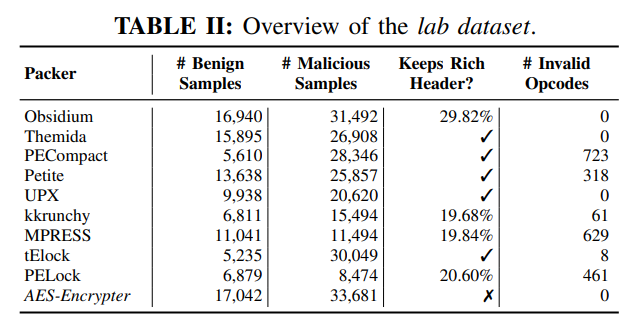 TABLE II: Overview of the lab dataset.
Packer # Benign Samples # Malicious Samples Keeps Rich Header? # Invalid Opcodes
Obsidium 16,940 31,492 29.82% 0
Themida 15,895 26,908 ✓ 0
PECompact 5,610 28,346 ✓ 723
Petite 13,638 25,857 ✓ 318
UPX 9,938 20,620 ✓ 0
kkrunchy 6,811 15,494 19.68% 61
MPRESS 11,041 11,494 19.84% 629
tElock 5,235 30,049 ✓ 8
PELock 6,879 8,474 20.60% 461
AES-Encrypter 17,042 33,681 ✗ 0